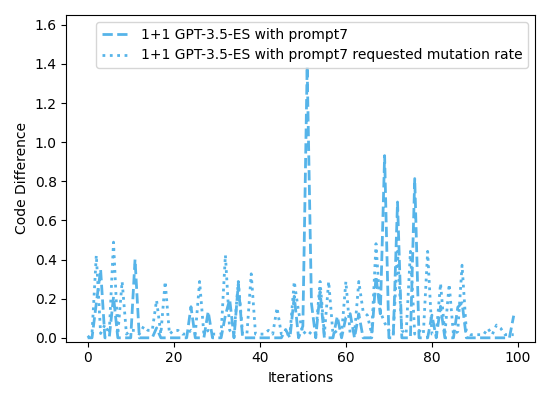 1+1 GPT-3.5-ES with prompt7
1+1 GPT-3.5-ES with prompt7 requested mutation rate
1.6
1.4
1.2
1.0
0.8
0.6
0.4
0.2
0.0
Code Difference
0 20 40 60 80 100
Iterations